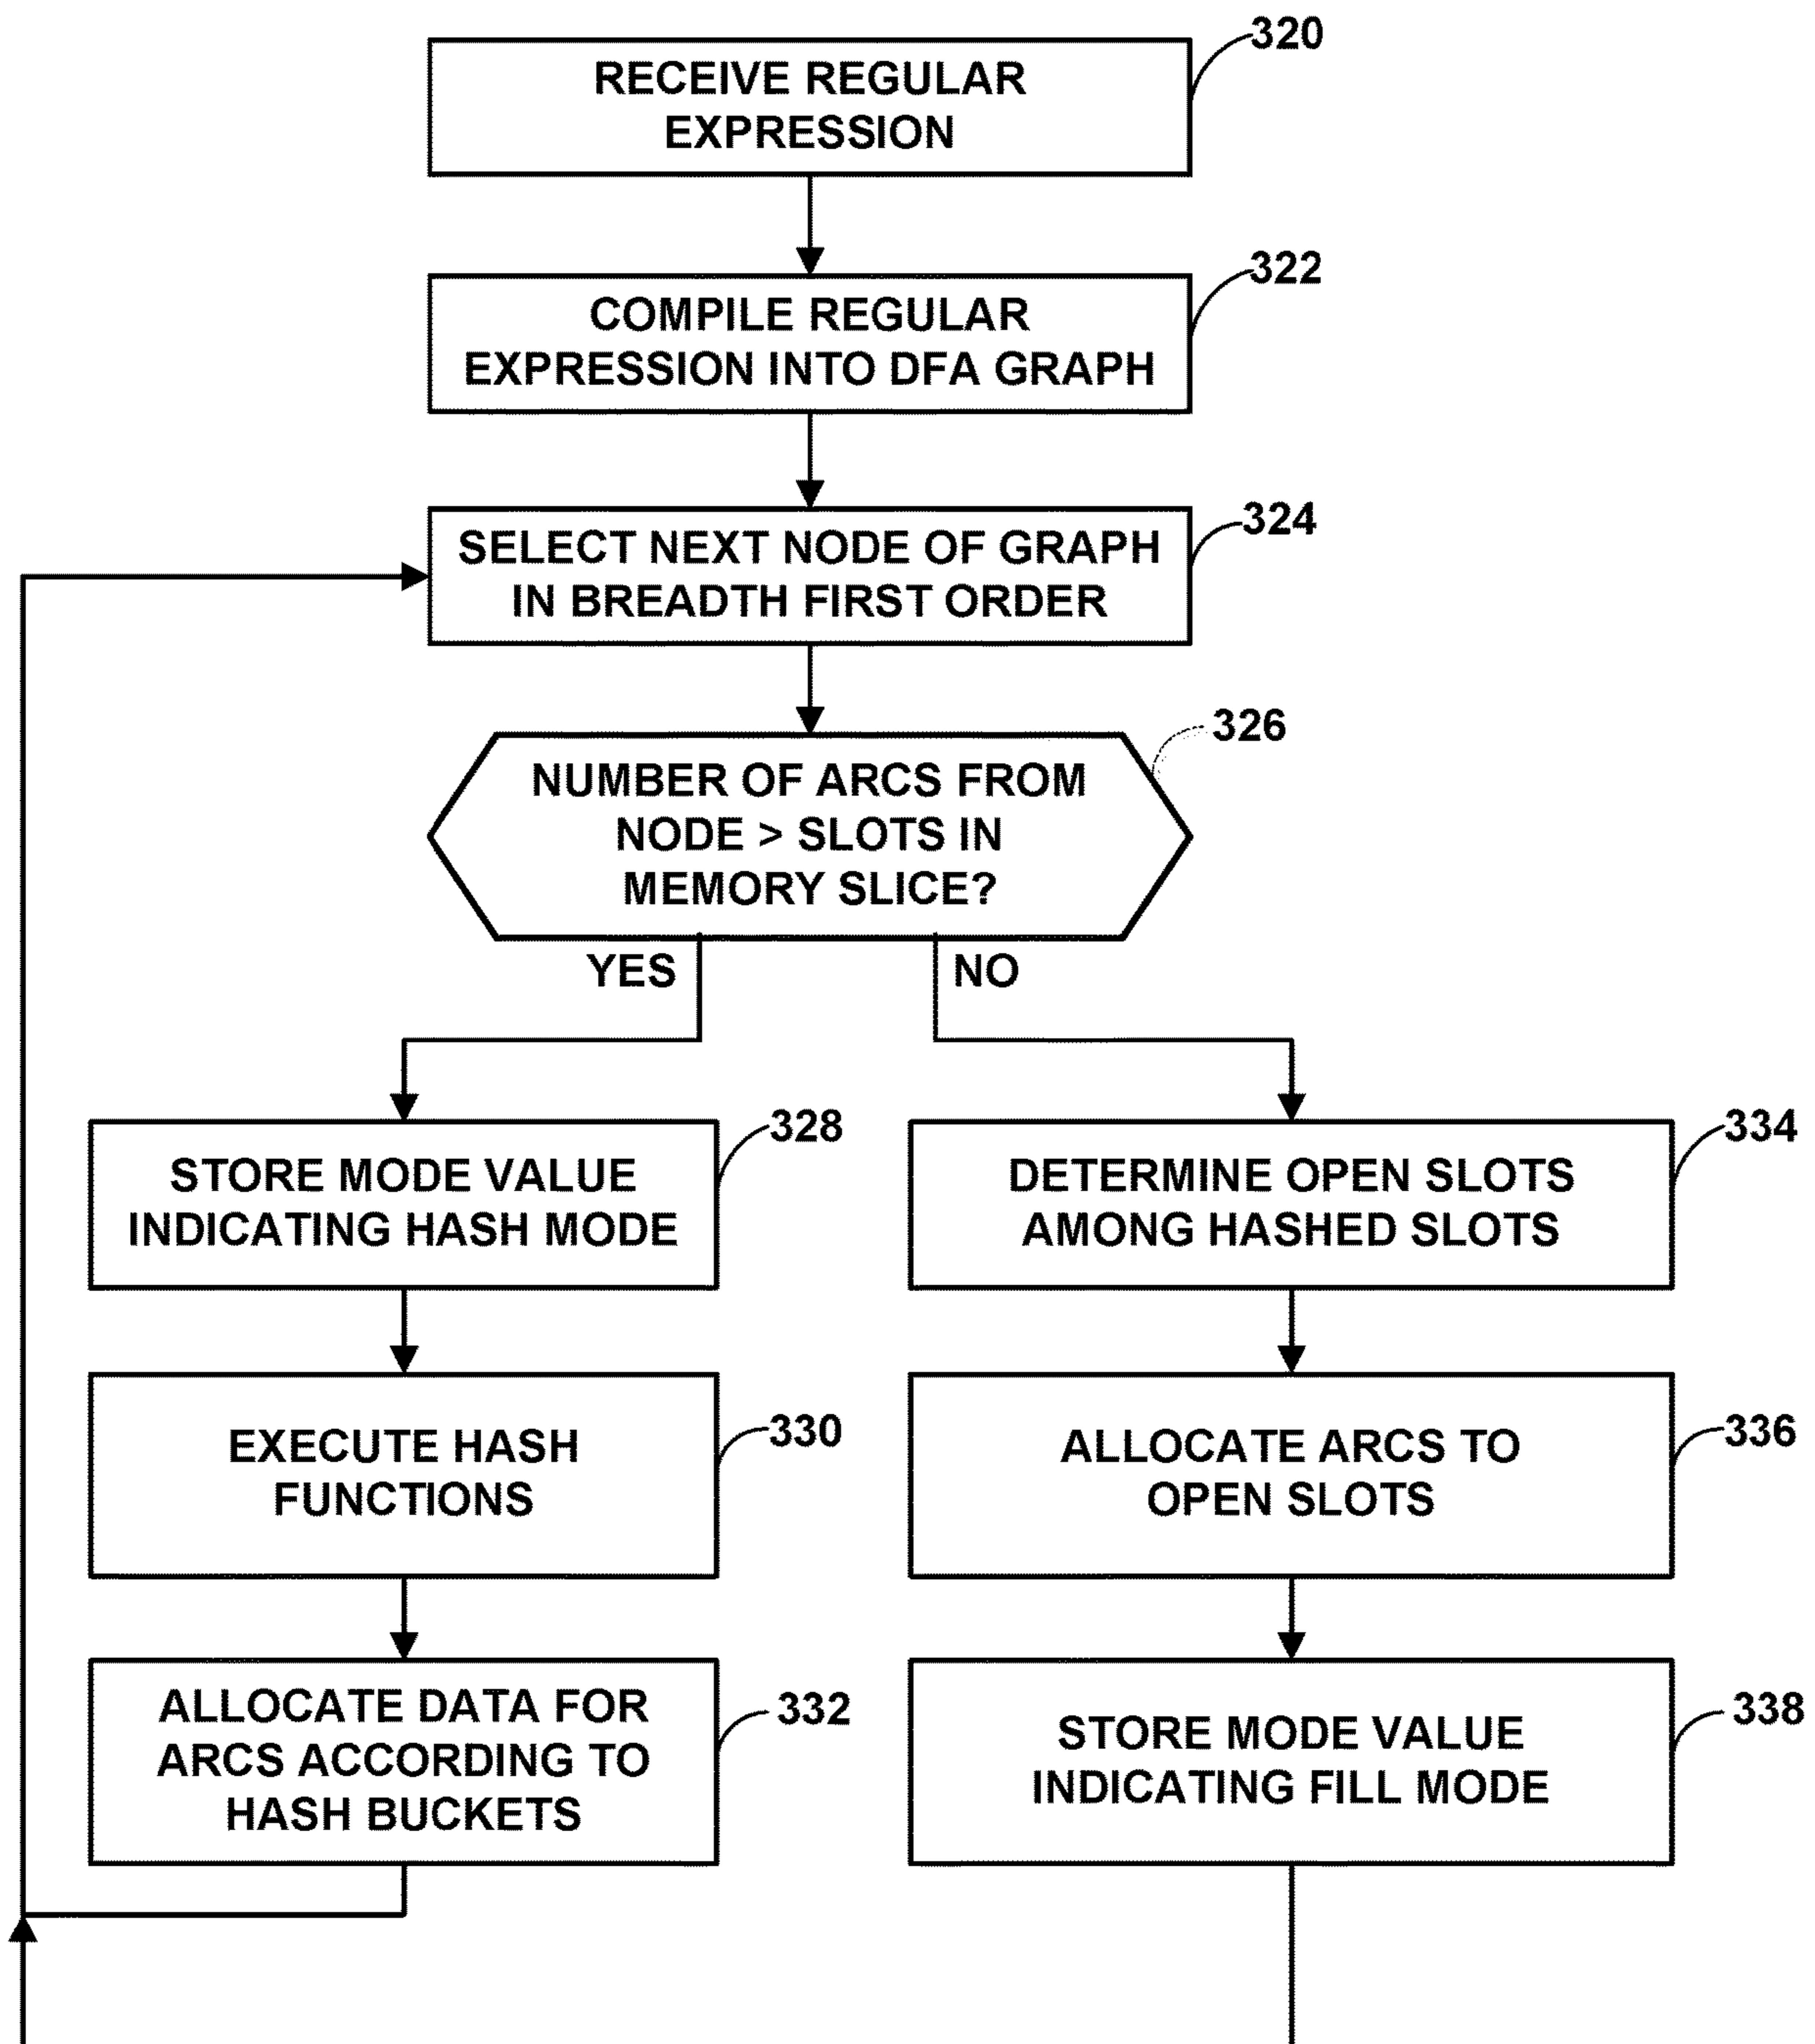 320
RECEIVE REGULAR
EXPRESSION
322
COMPILE REGULAR
EXPRESSION INTO DFA GRAPH
324
SELECT NEXT NODE OF GRAPH
IN BREADTH FIRST ORDER
326
NUMBER OF ARCS FROM
NODE > SLOTS IN
MEMORY SLICE?
YES
NO
328
STORE MODE VALUE
INDICATING HASH MODE
334
DETERMINE OPEN SLOTS
AMONG HASHED SLOTS
330
EXECUTE HASH
FUNCTIONS
336
ALLOCATE ARCS TO
OPEN SLOTS
332
ALLOCATE DATA FOR
ARCS ACCORDING TO
HASH BUCKETS
338
STORE MODE VALUE
INDICATING FILL MODE